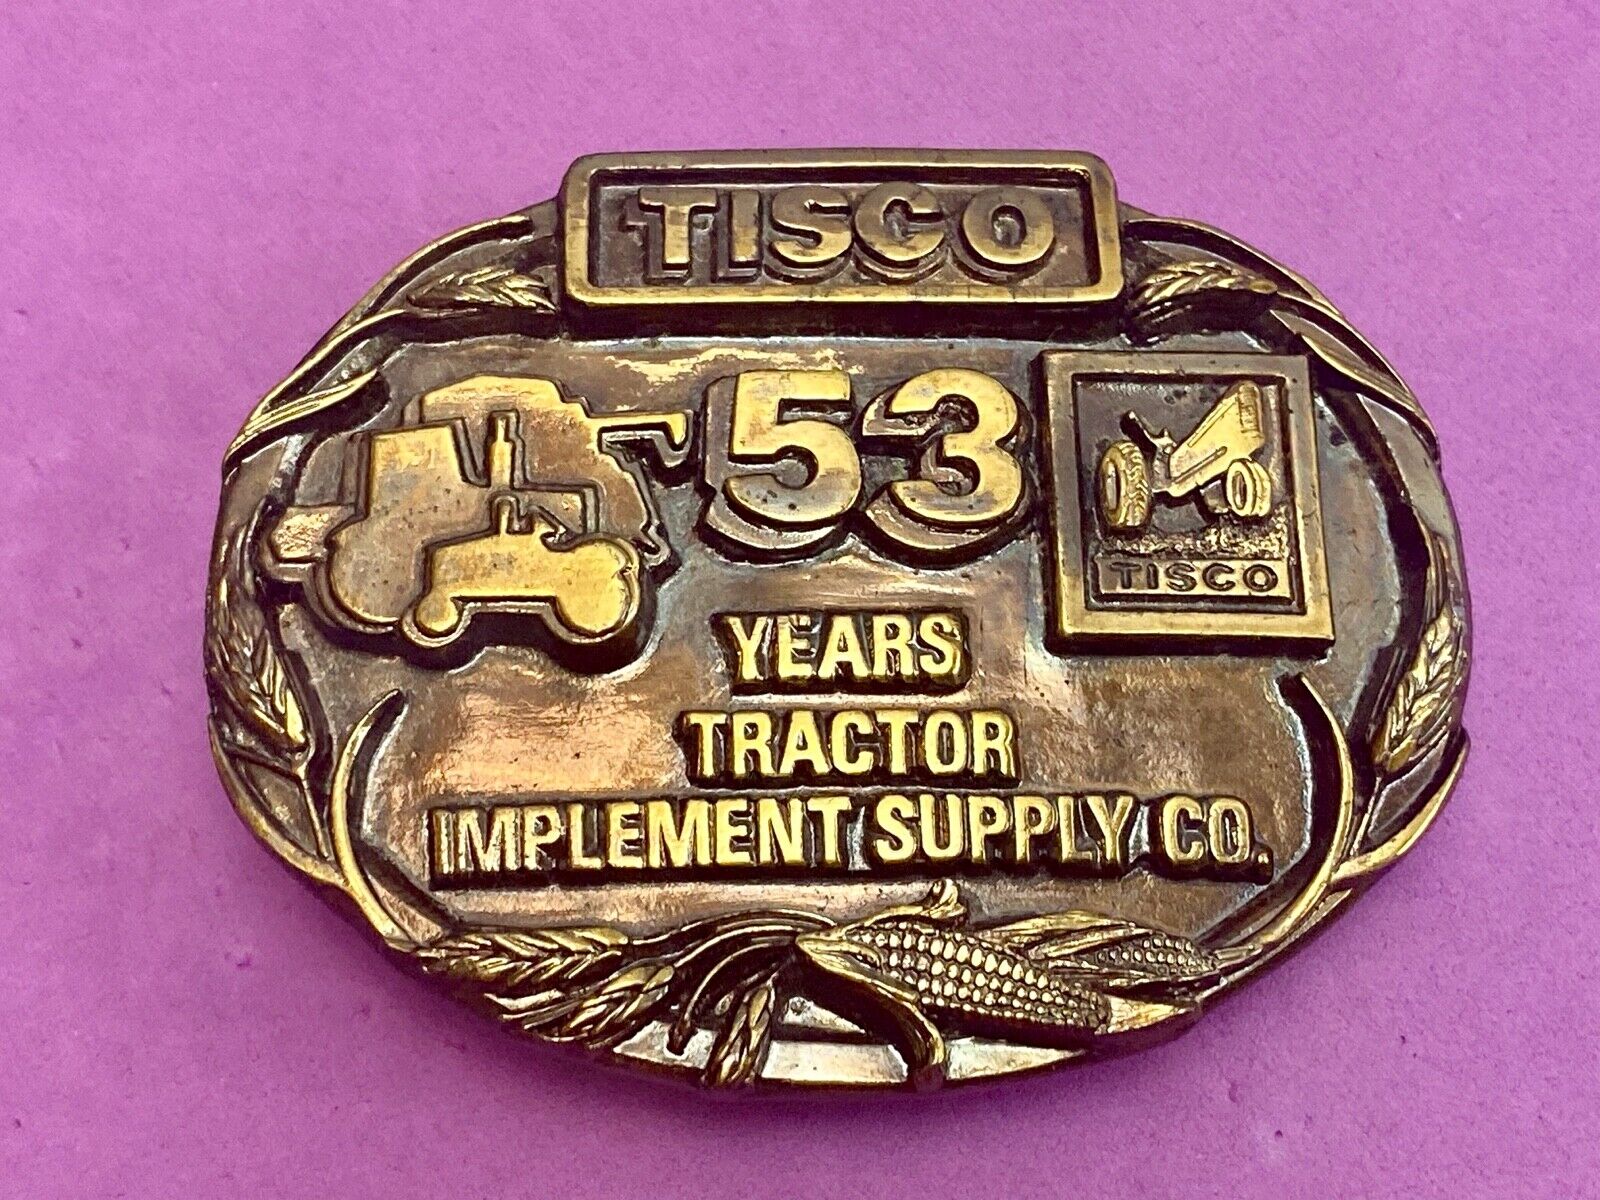 TISCO
53
TISCO
YEARS
TRACTOR
IMPLEMENT SUPPLY CO.